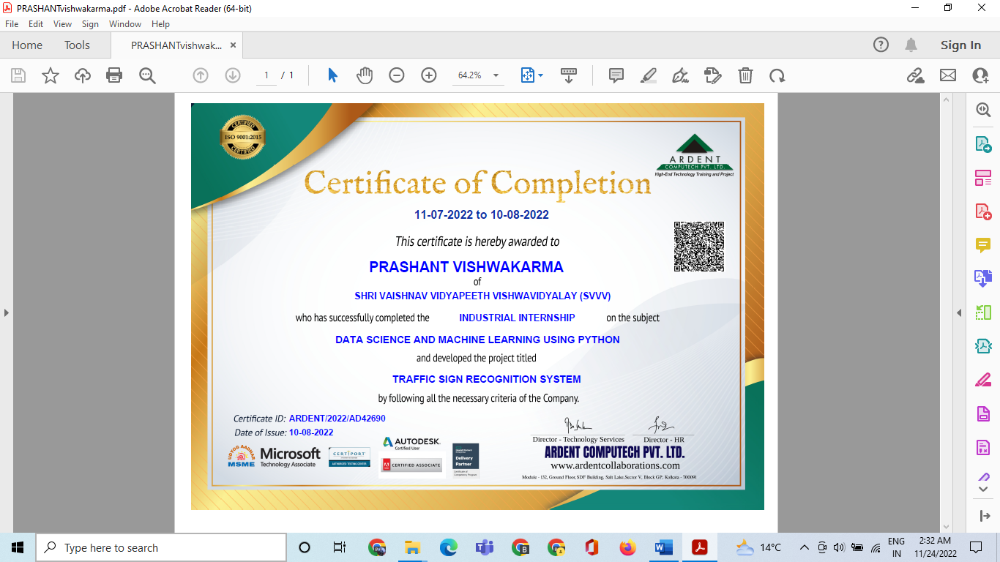 PRASHANTvishwakarma.pdf - Adobe Acrobat Reader (64-bit)
File Edit View Sign Window Help
Home Tools PRASHANTvishwak... × Sign In
1 / 1 64.2%
CERTIFIED
ISO 9001:2015
CERTIFIED
ARDENT
COMPUTECH PVT. LTD.
High-End Technology Training and Project
Certificate of Completion
11-07-2022 to 10-08-2022
This certificate is hereby awarded to
PRASHANT VISHWAKARMA
of
SHRI VAISHNAV VIDYAPEETH VISHWAVIDYALAY (SVVV)
who has successfully completed the INDUSTRIAL INTERNSHIP on the subject
DATA SCIENCE AND MACHINE LEARNING USING PYTHON
and developed the project titled
TRAFFIC SIGN RECOGNITION SYSTEM
by following all the necessary criteria of the Company.
Certificate ID: ARDENT/2022/AD42690
Date of Issue: 10-08-2022
Director - Technology Services Director - HR
ARDENT COMPUTECH PVT. LTD.
www.ardentcollaborations.com
Module - 132, Ground Floor, SDF Building, Salt Lake, Sector V, Block GP, Kolkata - 700091
UDYOG AADHAR
MSME
Microsoft
Technology Associate
CERTIPORT
AUTHORIZED TESTING CENTER
AUTODESK.
Certified User
CERTIFIED ASSOCIATE
Delivery
Partner
Type here to search
14°C
ENG
IN
2:32 AM
11/24/2022